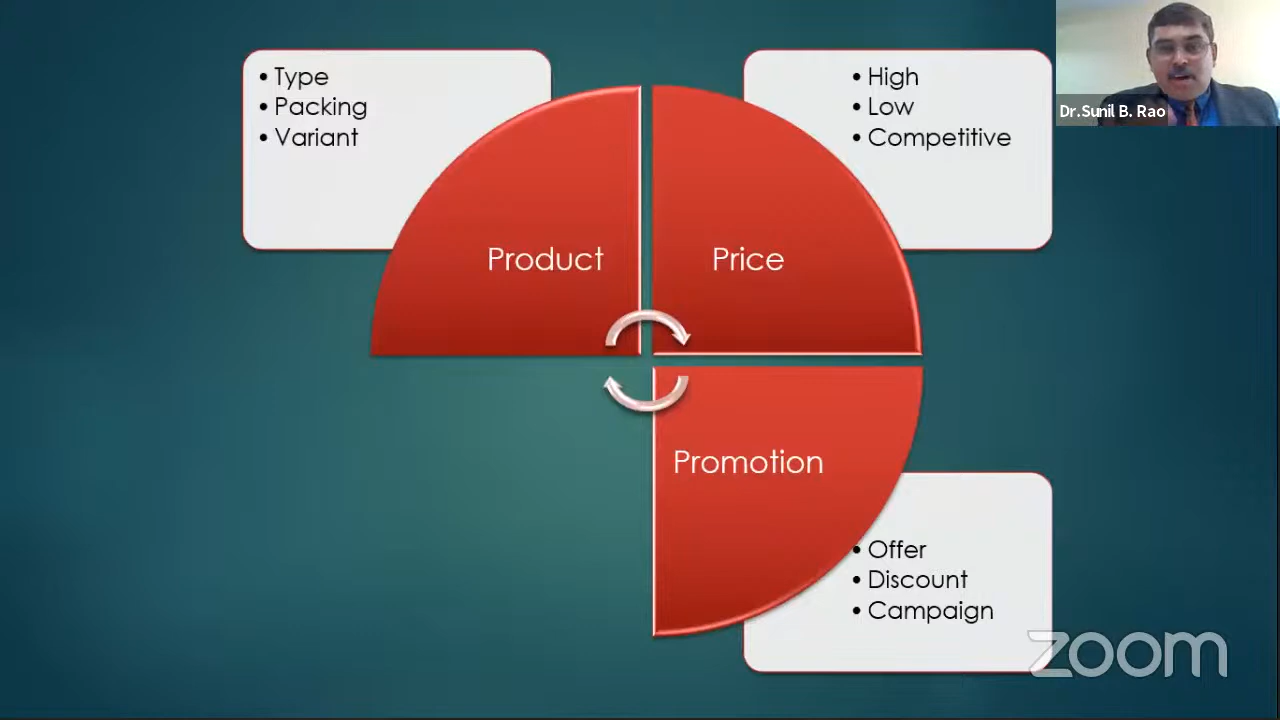 • Type
• Packing
• Variant
• High
• Low
• Competitive
Dr.Sunil B. Rao
Product
Price
Promotion
• Offer
• Discount
• Campaign
zoom